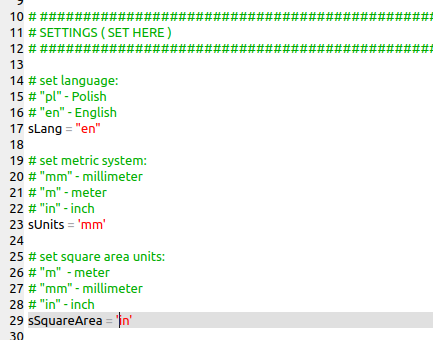 9
10 # ################################################
11 # SETTINGS ( SET HERE )
12 # ################################################
13
14 # set language:
15 # "pl" - Polish
16 # "en" - English
17 sLang = "en"
18
19 # set metric system:
20 # "mm" - millimeter
21 # "m" - meter
22 # "in" - inch
23 sUnits = 'mm'
24
25 # set square area units:
26 # "m"  - meter
27 # "mm" - millimeter
28 # "in" - inch
29 sSquareArea = 'in'
30